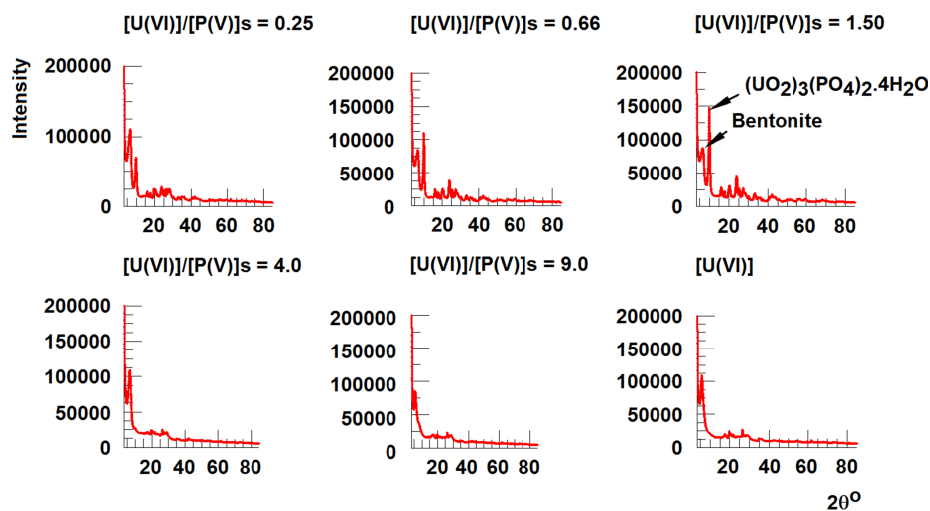 [U(VI)]/[P(V)]s = 0.25
[U(VI)]/[P(V)]s = 0.66
[U(VI)]/[P(V)]s = 1.50
Intensity
200000
100000
0
20 40 60 80
200000
150000
100000
50000
0
20 40 60 80
200000
150000
100000
50000
0
20 40 60 80
(UO2)3(PO4)2.4H2O
Bentonite
[U(VI)]/[P(V)]s = 4.0
[U(VI)]/[P(V)]s = 9.0
[U(VI)]
200000
150000
100000
50000
0
20 40 60 80
200000
150000
100000
50000
0
20 40 60 80
200000
150000
100000
50000
0
20 40 60 80
2θº